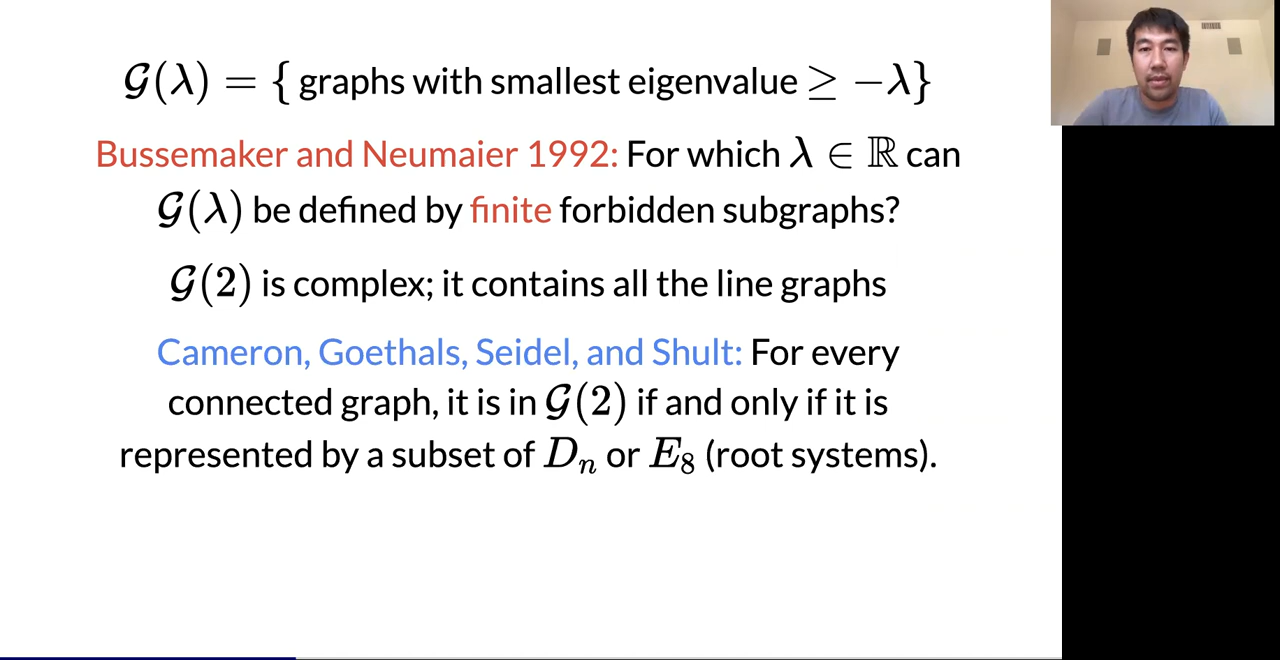 𝒢(λ) = { graphs with smallest eigenvalue ≥ −λ}
Bussemaker and Neumaier 1992: For which λ ∈ ℝ can
𝒢(λ) be defined by finite forbidden subgraphs?
𝒢(2) is complex; it contains all the line graphs
Cameron, Goethals, Seidel, and Shult: For every
connected graph, it is in 𝒢(2) if and only if it is
represented by a subset of Dₙ or E₈ (root systems).